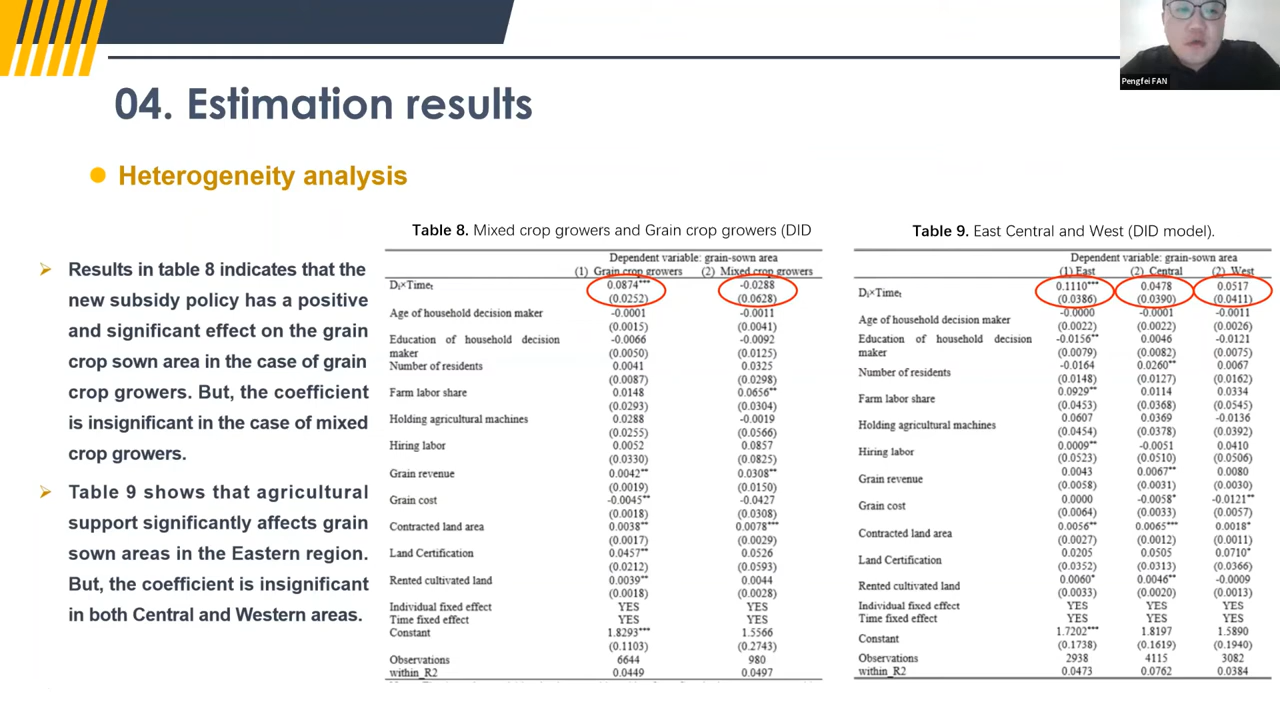 Pengfei FAN
04. Estimation results
Heterogeneity analysis
Results in table 8 indicates that the
new subsidy policy has a positive
and significant effect on the grain
crop sown area in the case of grain
crop growers. But, the coefficient
is insignificant in the case of mixed
crop growers.
Table 9 shows that agricultural
support significantly affects grain
sown areas in the Eastern region.
But, the coefficient is insignificant
in both Central and Western areas.
Table 8. Mixed crop growers and Grain crop growers (DID
Dependent variable: grain-sown area
(1) Grain crop growers (2) Mixed crop growers
Dᵢ×Timeₜ 0.0874*** -0.0288
(0.0252) (0.0628)
Age of household decision maker -0.0001 -0.0011
(0.0015) (0.0041)
Education of household decision -0.0066 -0.0092
maker (0.0050) (0.0125)
Number of residents 0.0041 0.0325
(0.0087) (0.0298)
Farm labor share 0.0148 0.0656**
(0.0293) (0.0304)
Holding agricultural machines 0.0288 -0.0019
(0.0255) (0.0566)
Hiring labor 0.0052 0.0857
(0.0330) (0.0825)
Grain revenue 0.0042** 0.0308**
(0.0019) (0.0150)
Grain cost -0.0045** -0.0427
(0.0018) (0.0308)
Contracted land area 0.0038** 0.0078***
(0.0017) (0.0029)
Land Certification 0.0457** 0.0526
(0.0212) (0.0593)
Rented cultivated land 0.0039** 0.0044
(0.0018) (0.0028)
Individual fixed effect YES YES
Time fixed effect YES YES
Constant 1.8293*** 1.5566
(0.1103) (0.2743)
Observations 6644 980
within_R2 0.0449 0.0497
Table 9. East Central and West (DID model).
Dependent variable: grain-sown area
(1) East (2) Central (2) West
Dᵢ×Timeₜ 0.1110*** 0.0478 0.0517
(0.0386) (0.0390) (0.0411)
Age of household decision maker -0.0000 -0.0001 -0.0011
(0.0022) (0.0022) (0.0026)
Education of household decision -0.0156** 0.0046 -0.0121
maker (0.0079) (0.0082) (0.0075)
Number of residents -0.0164 0.0260** 0.0067
(0.0148) (0.0127) (0.0162)
Farm labor share 0.0929** 0.0114 0.0334
(0.0453) (0.0368) (0.0545)
Holding agricultural machines 0.0607 0.0369 -0.0136
(0.0454) (0.0378) (0.0392)
Hiring labor 0.0009** -0.0051 0.0410
(0.0523) (0.0510) (0.0506)
Grain revenue 0.0043 0.0067** 0.0080
(0.0058) (0.0031) (0.0030)
Grain cost 0.0000 -0.0058* -0.0121**
(0.0064) (0.0033) (0.0057)
Contracted land area 0.0056** 0.0065*** 0.0018*
(0.0027) (0.0012) (0.0011)
Land Certification 0.0205 0.0505 0.0710*
(0.0352) (0.0313) (0.0366)
Rented cultivated land 0.0060* 0.0046** -0.0009
(0.0033) (0.0020) (0.0013)
Individual fixed effect YES YES YES
Time fixed effect YES YES YES
Constant 1.7202*** 1.8197 1.5890
(0.1738) (0.1619) (0.1940)
Observations 2938 4115 3082
within_R2 0.0473 0.0762 0.0384